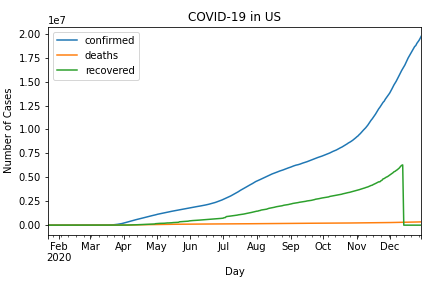 COVID-19 in US
1e7
confirmed
deaths
recovered
2.00
1.75
1.50
1.25
1.00
0.75
0.50
0.25
0.00
Number of Cases
Feb Mar Apr May Jun Jul Aug Sep Oct Nov Dec
2020
Day